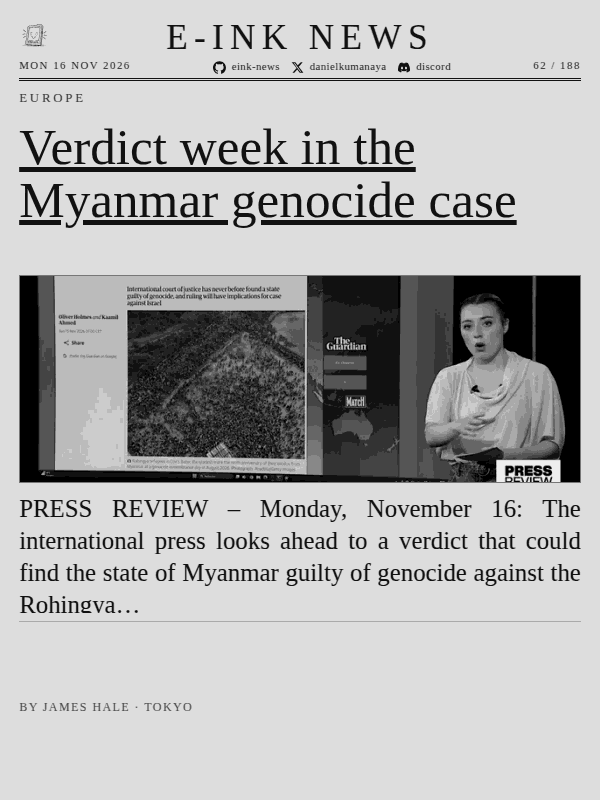 E-INK NEWS
MON 16 NOV 2026
eink-news
danielkumanaya
discord
62 / 188
EUROPE
Verdict week in the
Myanmar genocide case
International court of justice has never before found a state
guilty of genocide, and ruling will have implications for case
against Israel
Oliver Holmes and Kaamil
Ahmed
Share
The
Guardian
MATCH
PRESS
REVIEW
PRESS REVIEW – Monday, November 16: The
international press looks ahead to a verdict that could
find the state of Myanmar guilty of genocide against the
Rohingya…
BY JAMES HALE · TOKYO